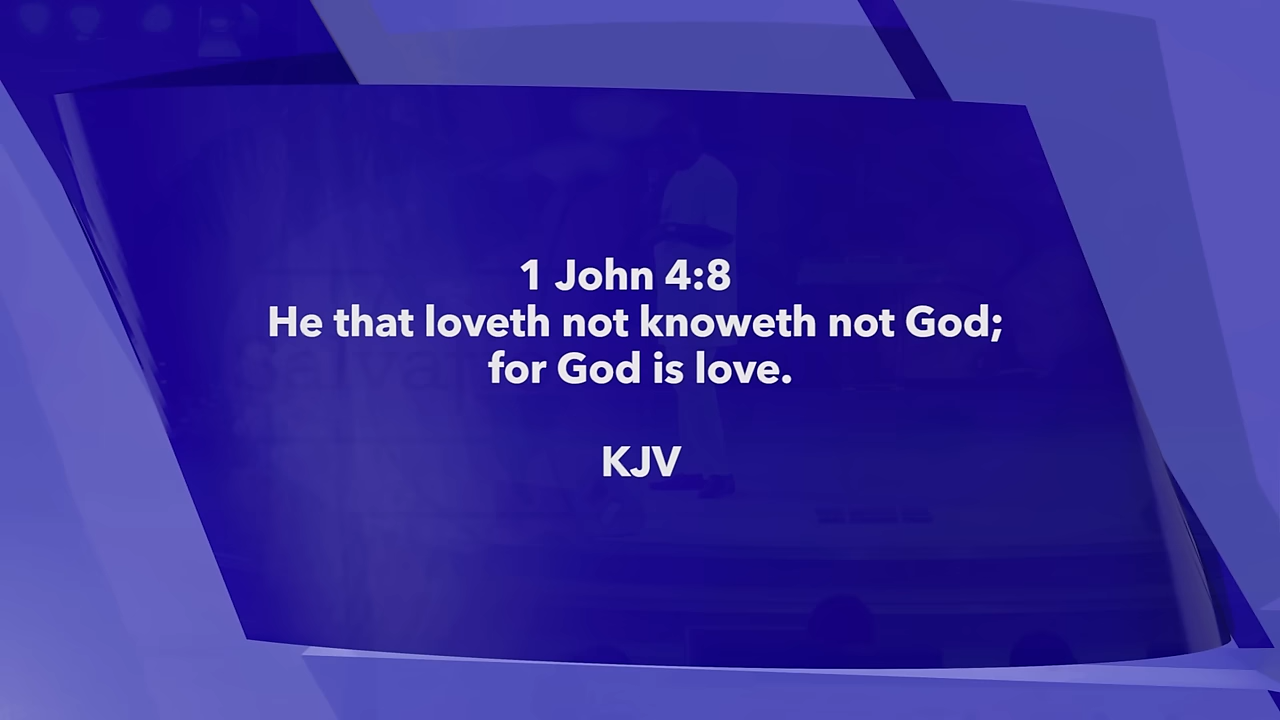 1 John 4:8
He that loveth not knoweth not God;
for God is love.
KJV